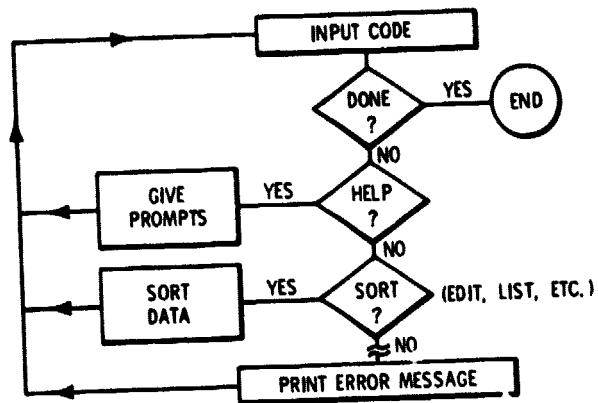 INPUT CODE
DONE
?
YES
END
NO
GIVE
PROMPTS
YES
HELP
?
NO
SORT
DATA
YES
SORT
?
(EDIT, LIST, ETC.)
NO
PRINT ERROR MESSAGE